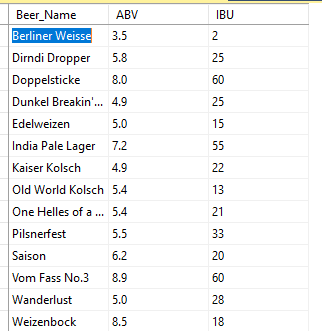 Beer_Name ABV IBU
Berliner Weisse 3.5 2
Dirndi Dropper 5.8 25
Doppelsticke 8.0 60
Dunkel Breakin'... 4.9 25
Edelweizen 5.0 15
India Pale Lager 7.2 55
Kaiser Kolsch 4.9 22
Old World Kolsch 5.4 13
One Helles of a ... 5.4 21
Pilsnerfest 5.5 33
Saison 6.2 20
Vom Fass No.3 8.9 60
Wanderlust 5.0 28
Weizenbock 8.5 18